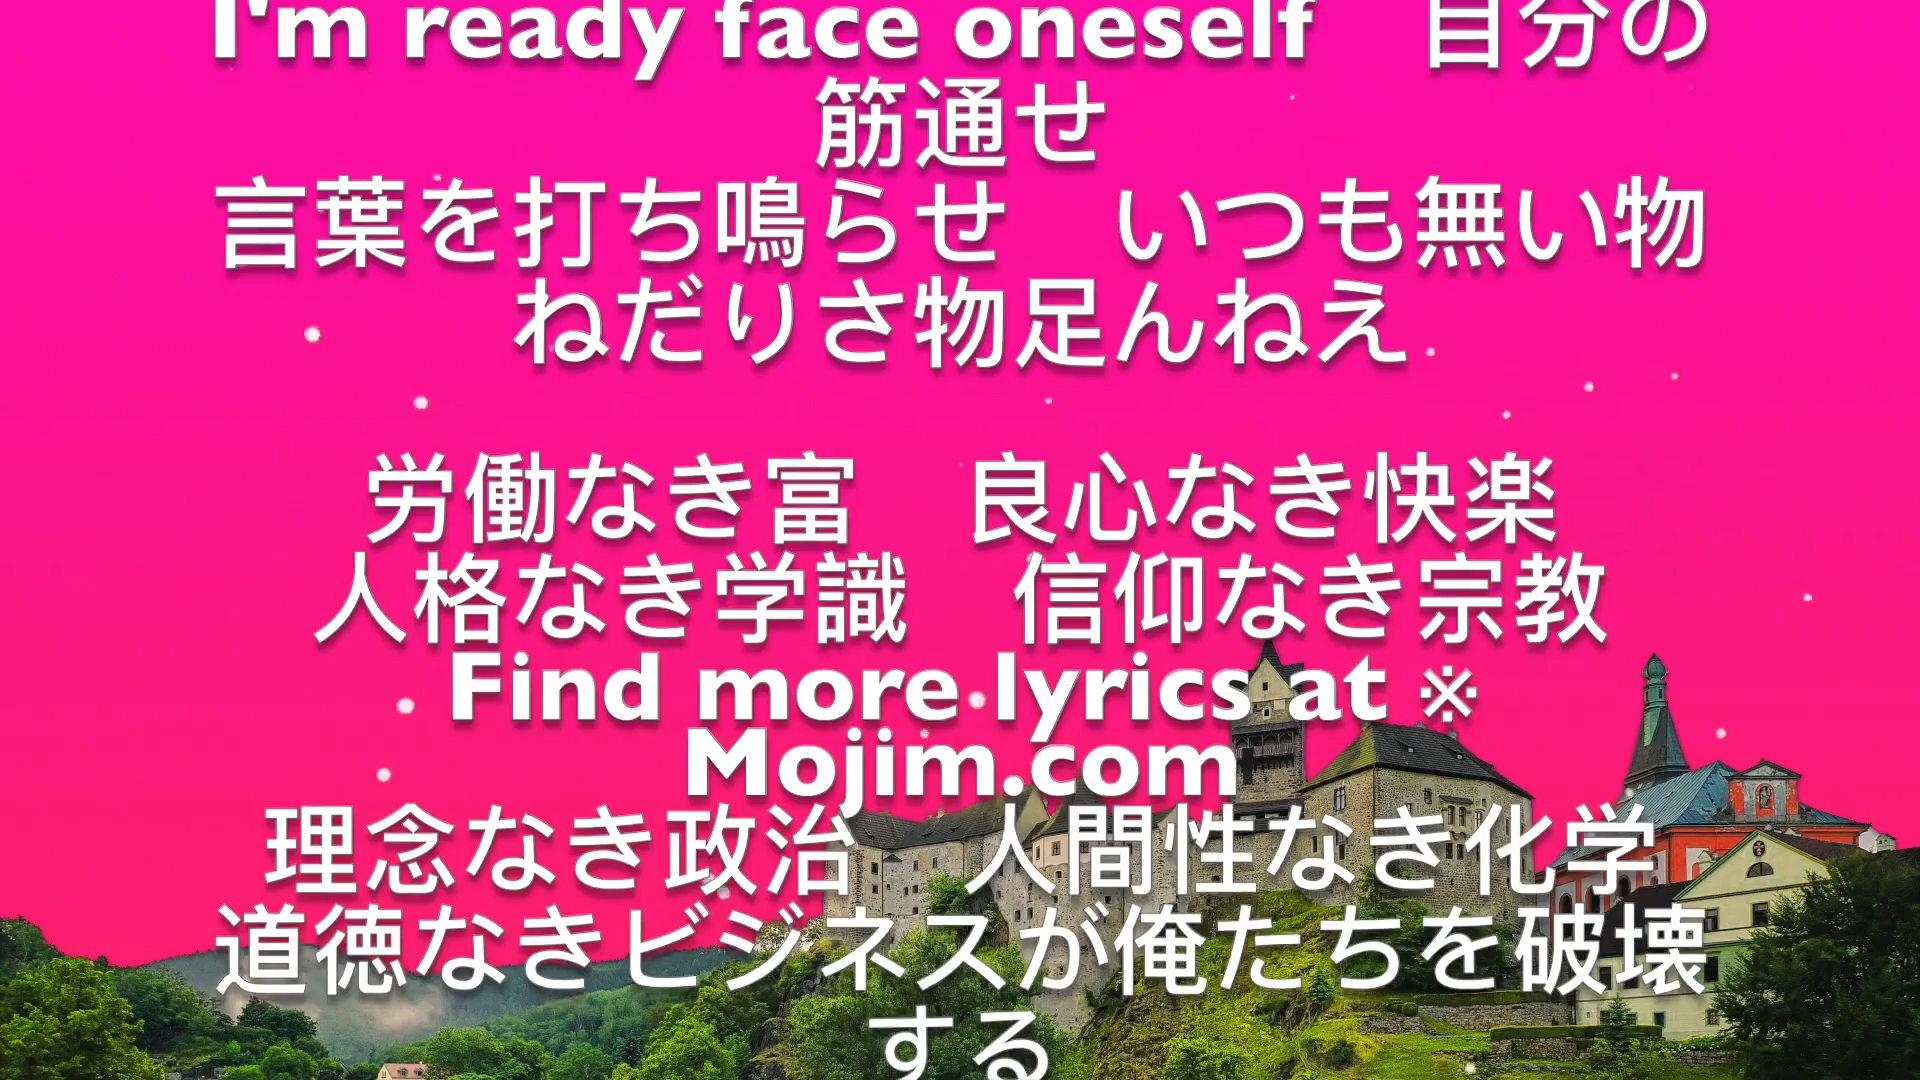 I'm ready face oneself　自分の
筋通せ
言葉を打ち鳴らせ　いつも無い物
ねだりさ物足んねえ
労働なき富　良心なき快楽
人格なき学識　信仰なき宗教
Find more lyrics at ※
Mojim.com
理念なき政治　人間性なき化学
道徳なきビジネスが俺たちを破壊
する